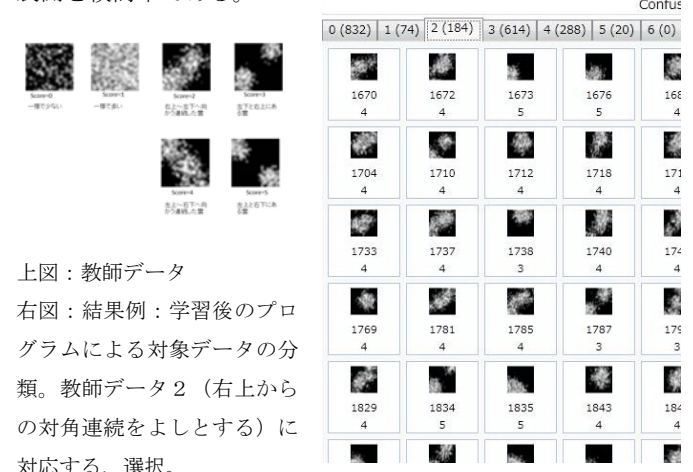 Score=0
Score=1
Score=2
Score=3
一様で少ない
一様で多い
右上～左下へ向
かう連続した雲
左下と右上にあ
る雲
Score=4
Score=5
左上～右下へ向
かう連続した雲
左上と右下にあ
る雲
上図：教師データ
右図：結果例：学習後のプロ
グラムによる対象データの分
類。教師データ２（右上から
の対角連続をよしとする）に
対応する、選択。
Confus
0 (832) 1 (74) 2 (184) 3 (614) 4 (288) 5 (20) 6 (0)
1670 1672 1673 1676 168
4 4 5 5 4
1704 1710 1712 1718 171
4 4 4 4 4
1733 1737 1738 1740 174
4 4 3 4 4
1769 1781 1785 1787 179
4 4 4 3 3
1829 1834 1835 1843 184
4 5 5 4 4